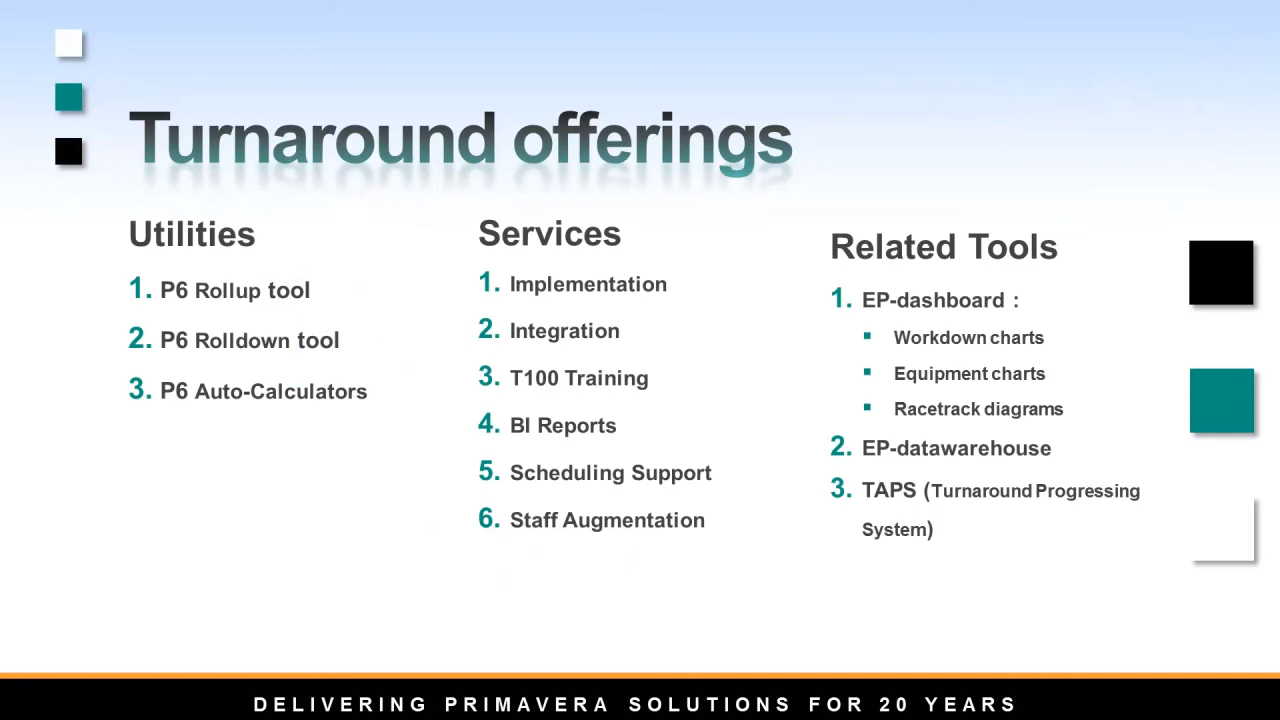 Turnaround offerings
Utilities
1. P6 Rollup tool
2. P6 Rolldown tool
3. P6 Auto-Calculators
Services
1. Implementation
2. Integration
3. T100 Training
4. BI Reports
5. Scheduling Support
6. Staff Augmentation
Related Tools
1. EP-dashboard :
▪ Workdown charts
▪ Equipment charts
▪ Racetrack diagrams
2. EP-datawarehouse
3. TAPS (Turnaround Progressing
System)
DELIVERING PRIMAVERA SOLUTIONS FOR 20 YEARS